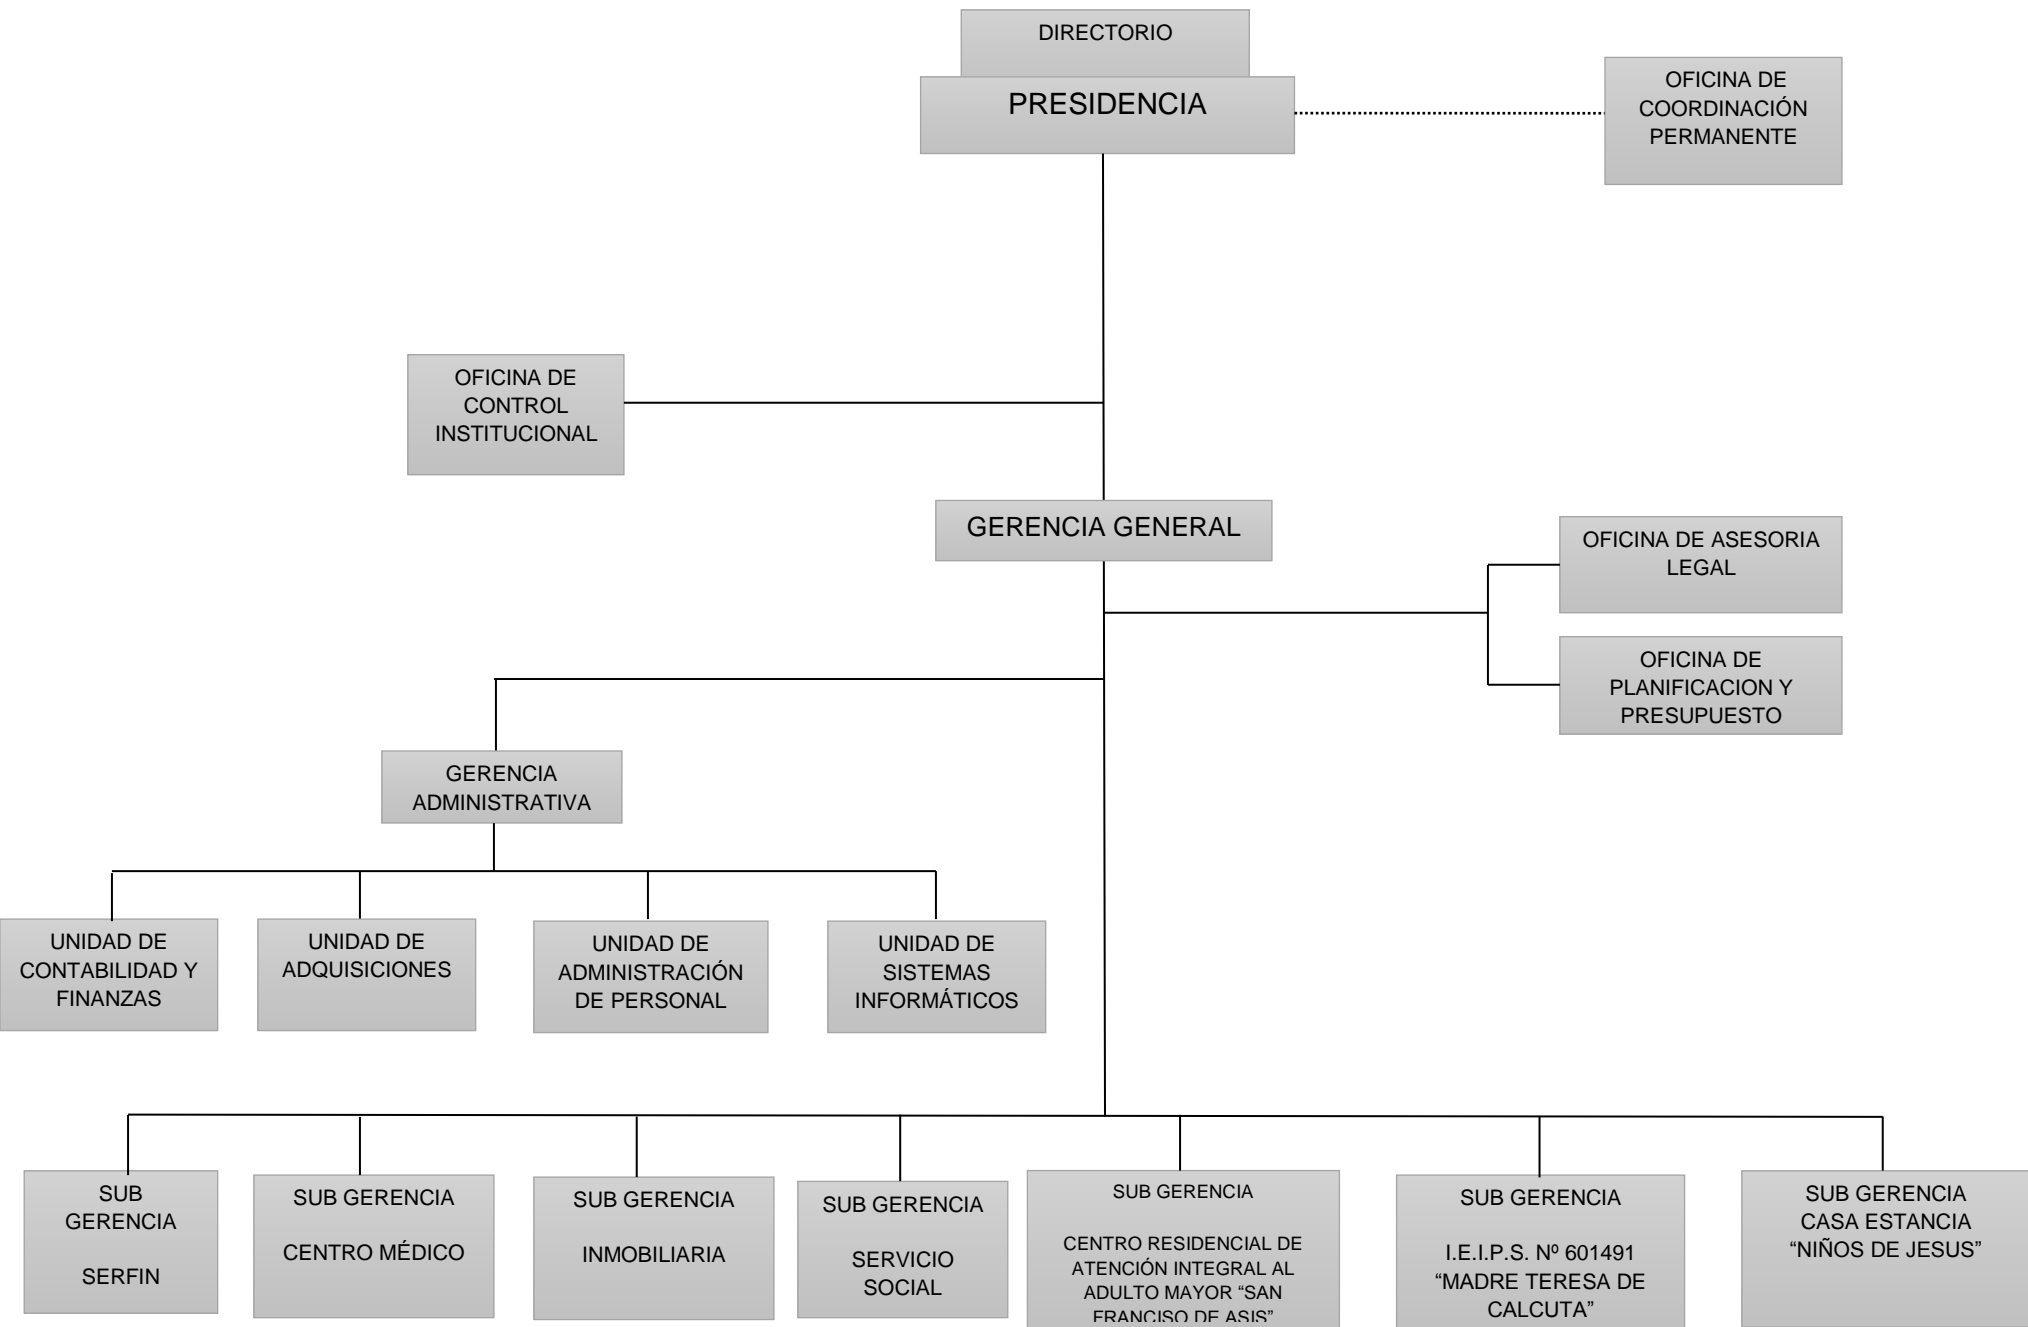 DIRECTORIO
PRESIDENCIA
OFICINA DE
COORDINACIÓN
PERMANENTE
OFICINA DE
CONTROL
INSTITUCIONAL
GERENCIA GENERAL
OFICINA DE ASESORIA
LEGAL
OFICINA DE
PLANIFICACION Y
PRESUPUESTO
GERENCIA
ADMINISTRATIVA
UNIDAD DE
CONTABILIDAD Y
FINANZAS
UNIDAD DE
ADQUISICIONES
UNIDAD DE
ADMINISTRACIÓN
DE PERSONAL
UNIDAD DE
SISTEMAS
INFORMÁTICOS
SUB
GERENCIA
SERFIN
SUB GERENCIA
CENTRO MÉDICO
SUB GERENCIA
INMOBILIARIA
SUB GERENCIA
SERVICIO
SOCIAL
SUB GERENCIA
CENTRO RESIDENCIAL DE
ATENCIÓN INTEGRAL AL
ADULTO MAYOR “SAN
FRANCISO DE ASIS”
SUB GERENCIA
I.E.I.P.S. Nº 601491
“MADRE TERESA DE
CALCUTA”
SUB GERENCIA
CASA ESTANCIA
“NIÑOS DE JESUS”